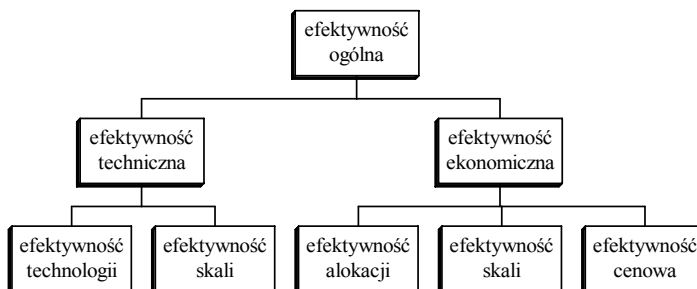 efektywność
ogólna
efektywność
techniczna
efektywność
ekonomiczna
efektywność
technologii
efektywność
skali
efektywność
alokacji
efektywność
skali
efektywność
cenowa